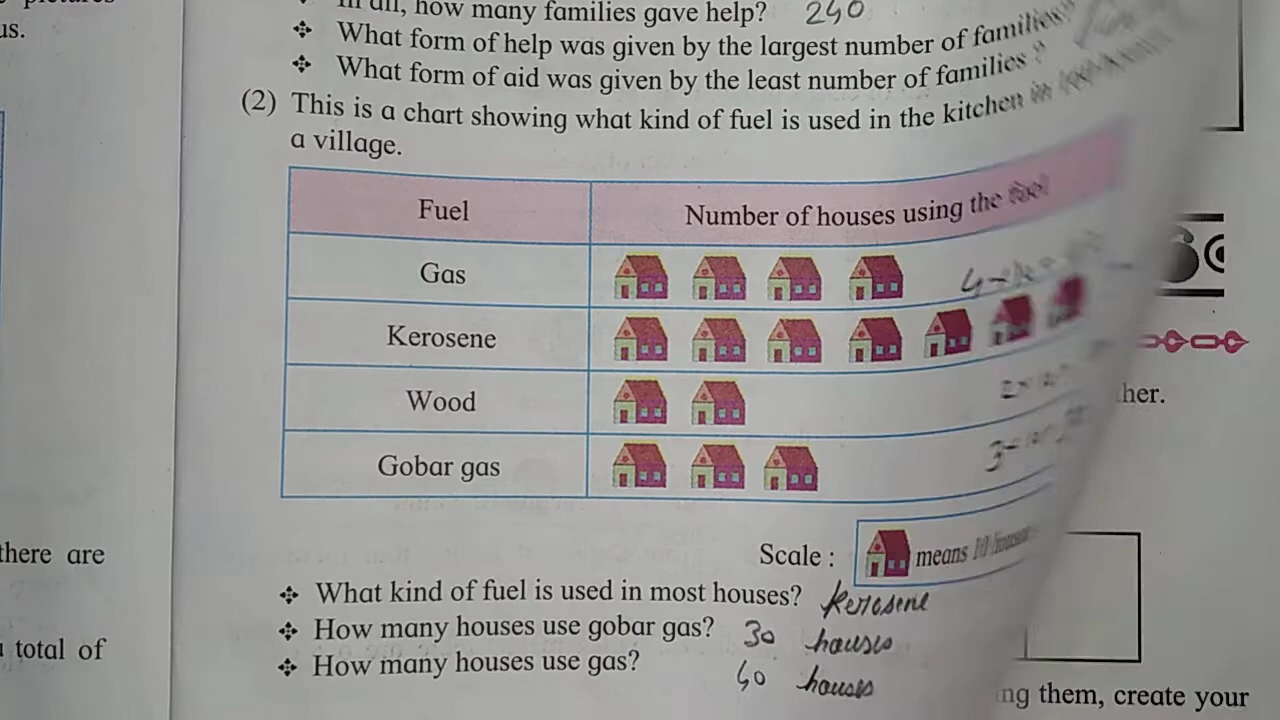 us.
how many families gave help? 240
What form of help was given by the largest number of families?
What form of aid was given by the least number of families ?
(2) This is a chart showing what kind of fuel is used in the kitchen in
a village.
Fuel Number of houses using the fuel
Gas
Kerosene
Wood
Gobar gas
her.
Scale : means 10
there are
What kind of fuel is used in most houses? kerosene
How many houses use gobar gas? 30 houses
total of
How many houses use gas? 40 houses
ng them, create your